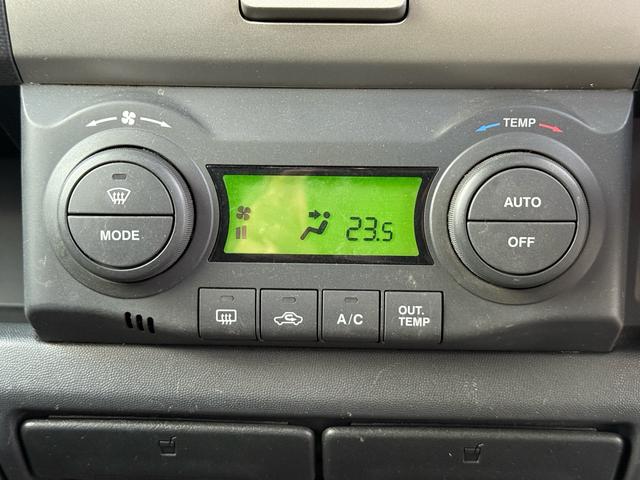 TEMP
MODE
23.5
AUTO
OFF
A/C
OUT.
TEMP